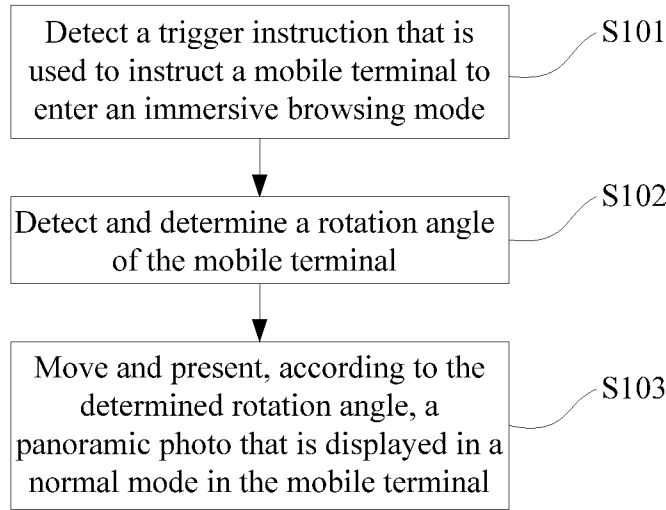 Detect a trigger instruction that is
used to instruct a mobile terminal to
enter an immersive browsing mode
S101
Detect and determine a rotation angle
of the mobile terminal
S102
Move and present, according to the
determined rotation angle, a
panoramic photo that is displayed in a
normal mode in the mobile terminal
S103